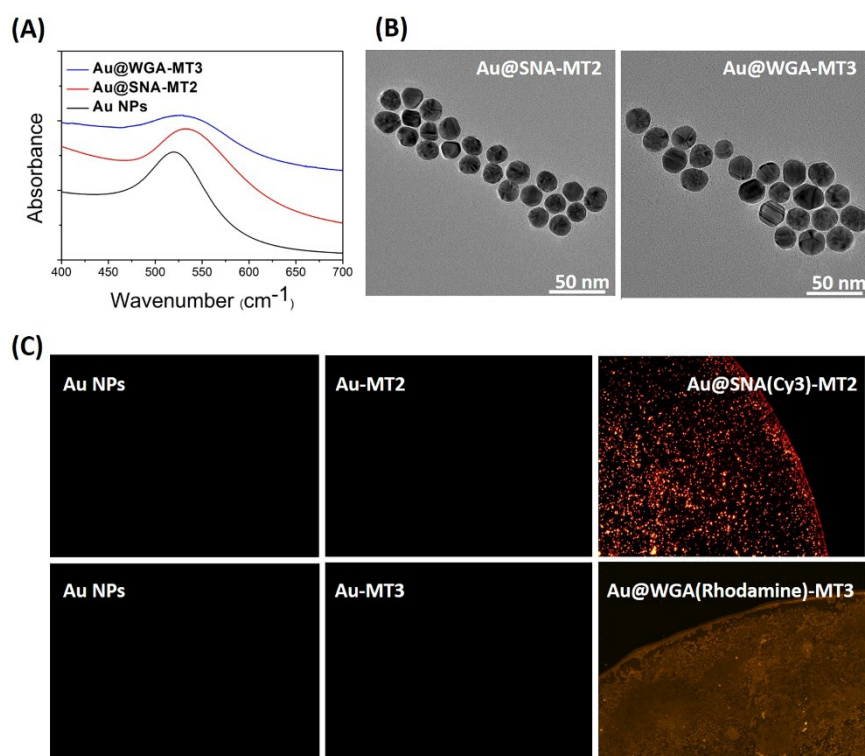 (A)
Au@WGA-MT3
Au@SNA-MT2
Au NPs
Absorbance
400 450 500 550 600 650 700
Wavenumber (cm-1)
(B)
Au@SNA-MT2
50 nm
Au@WGA-MT3
50 nm
(C)
Au NPs
Au-MT2
Au@SNA(Cy3)-MT2
Au NPs
Au-MT3
Au@WGA(Rhodamine)-MT3